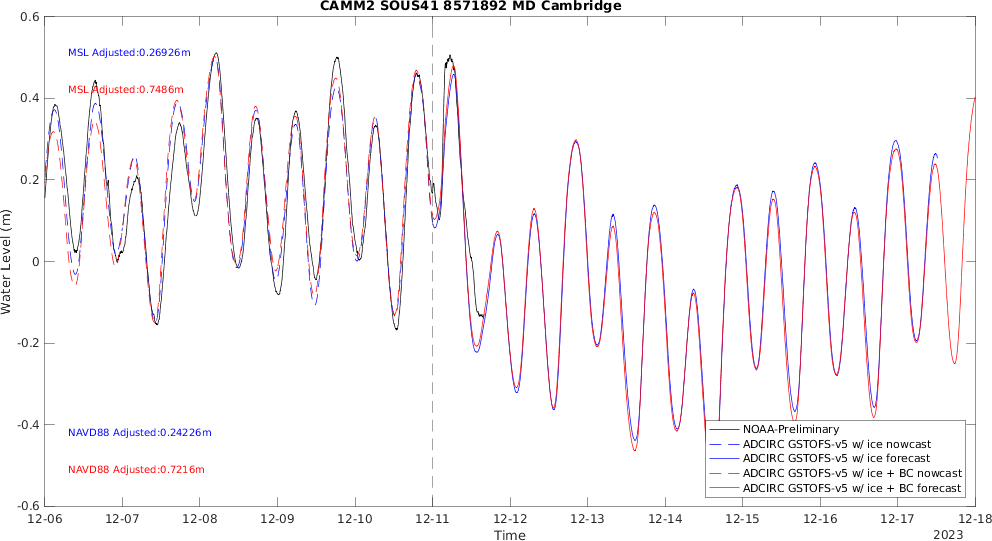 CAMM2 SOUS41 8571892 MD Cambridge
0.6
0.4
0.2
0
-0.2
-0.4
-0.6
Water Level (m)
MSL Adjusted:0.26926m
MSL Adjusted:0.7486m
NAVD88 Adjusted:0.24226m
NAVD88 Adjusted:0.7216m
NOAA-Preliminary
ADCIRC GSTOFS-v5 w/ ice nowcast
ADCIRC GSTOFS-v5 w/ ice forecast
ADCIRC GSTOFS-v5 w/ ice + BC nowcast
ADCIRC GSTOFS-v5 w/ ice + BC forecast
12-06 12-07 12-08 12-09 12-10 12-11 12-12 12-13 12-14 12-15 12-16 12-17 12-18
Time
2023